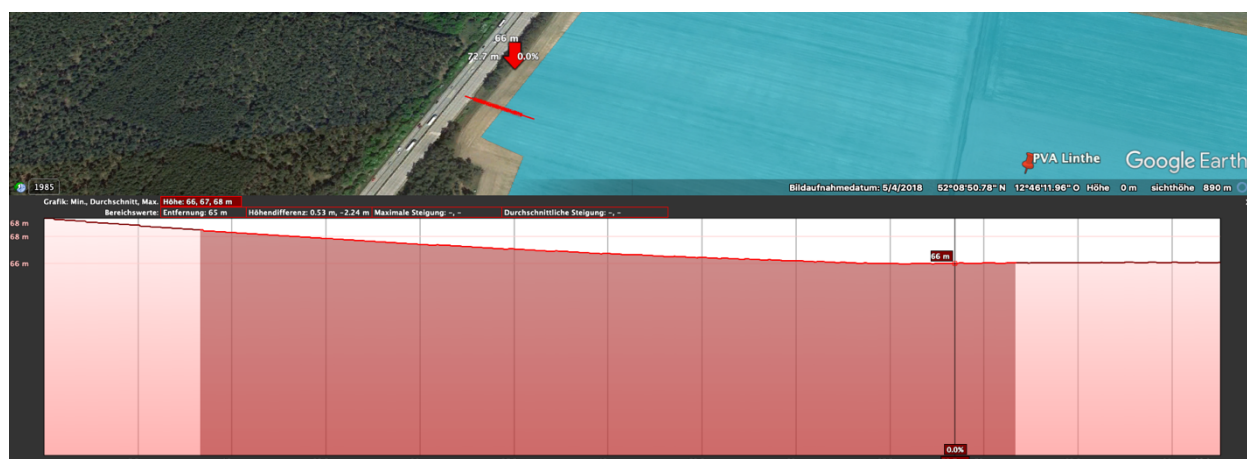 66 m
72.7 m 0.0%
PVA Linthe
Google Earth
1985
Bildaufnahmedatum: 5/4/2018 52°08'50.78" N 12°46'11.96" O Höhe 0 m sichthöhe 890 m
Grafik: Min., Durchschnitt, Max. Höhe: 66, 67, 68 m
Bereichswerte: Entfernung: 65 m Höhendifferenz: 0.53 m, -2.24 m Maximale Steigung: -, - Durchschnittliche Steigung: -, -
68 m
68 m
66 m
66 m
0.0%